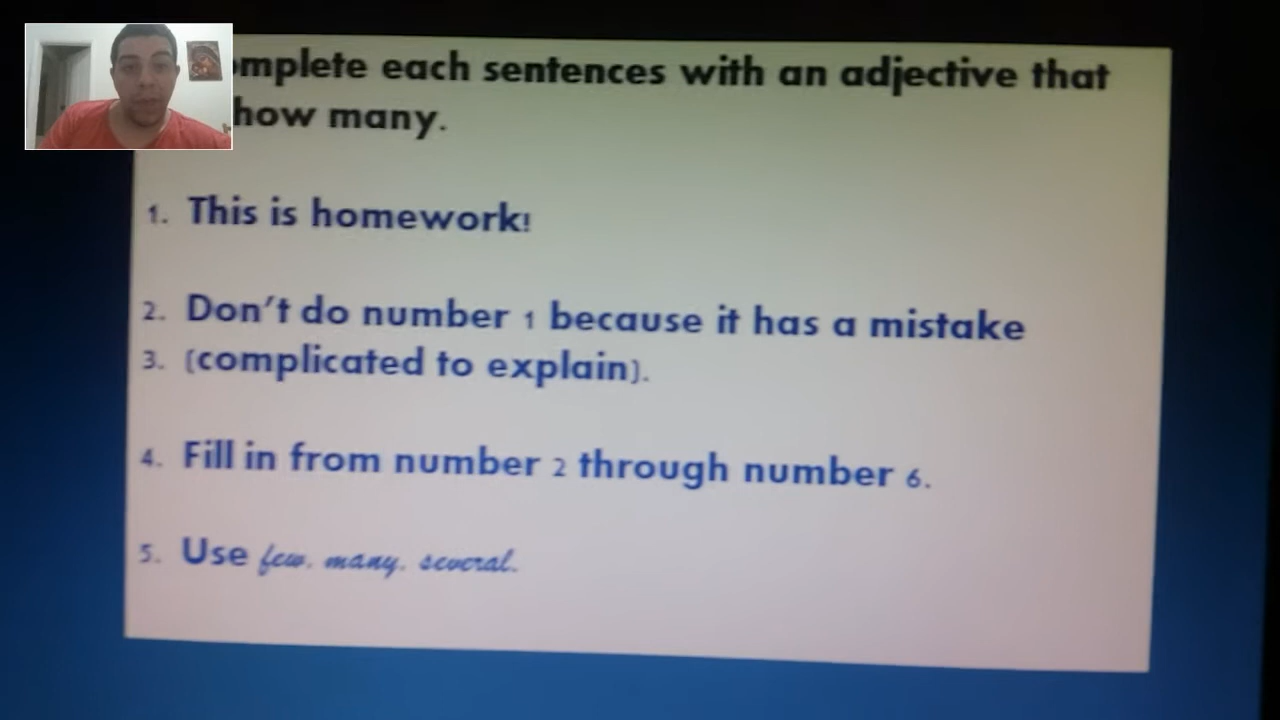 mplete each sentences with an adjective that
how many.
1. This is homework!
2. Don't do number 1 because it has a mistake
3. (complicated to explain).
4. Fill in from number 2 through number 6.
5. Use few, many, several.